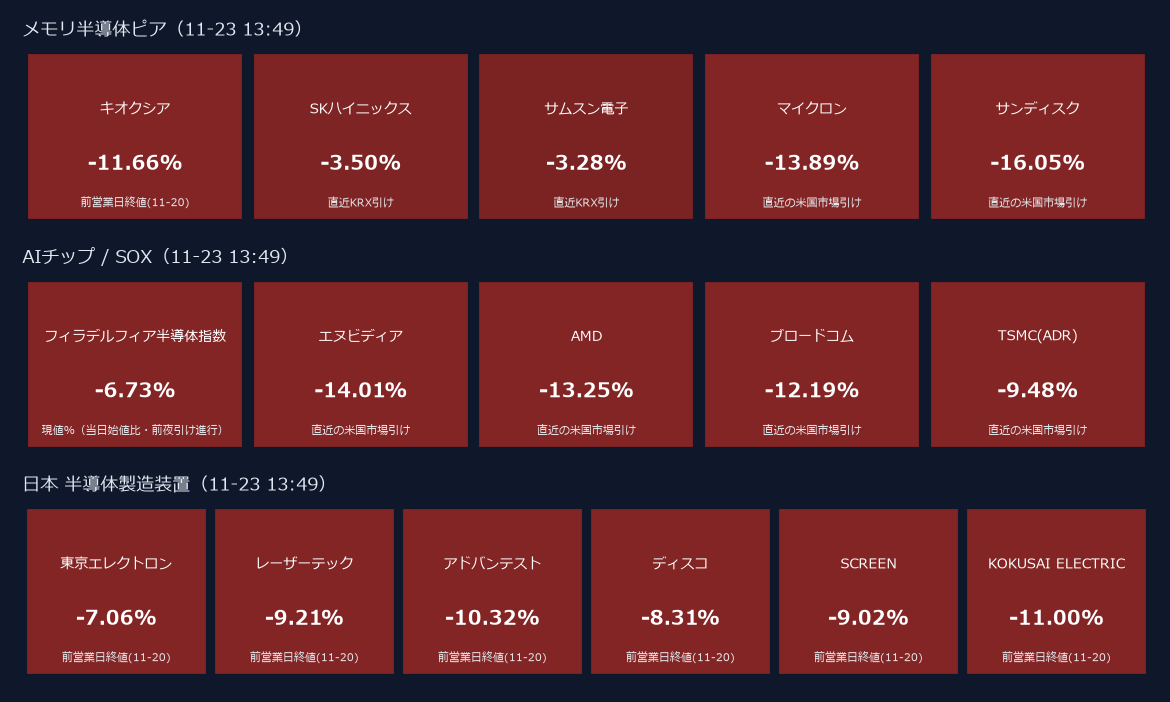 メモリ半導体ピア（11-23 13:49）
キオクシア
-11.66%
前営業日終値(11-20)
SKハイニックス
-3.50%
直近KRX引け
サムスン電子
-3.28%
直近KRX引け
マイクロン
-13.89%
直近の米国市場引け
サンディスク
-16.05%
直近の米国市場引け
AIチップ / SOX（11-23 13:49）
フィラデルフィア半導体指数
-6.73%
現値%（当日始値比・前夜引け進行）
エヌビディア
-14.01%
直近の米国市場引け
AMD
-13.25%
直近の米国市場引け
ブロードコム
-12.19%
直近の米国市場引け
TSMC(ADR)
-9.48%
直近の米国市場引け
日本 半導体製造装置（11-23 13:49）
東京エレクトロン
-7.06%
前営業日終値(11-20)
レーザーテック
-9.21%
前営業日終値(11-20)
アドバンテスト
-10.32%
前営業日終値(11-20)
ディスコ
-8.31%
前営業日終値(11-20)
SCREEN
-9.02%
前営業日終値(11-20)
KOKUSAI ELECTRIC
-11.00%
前営業日終値(11-20)